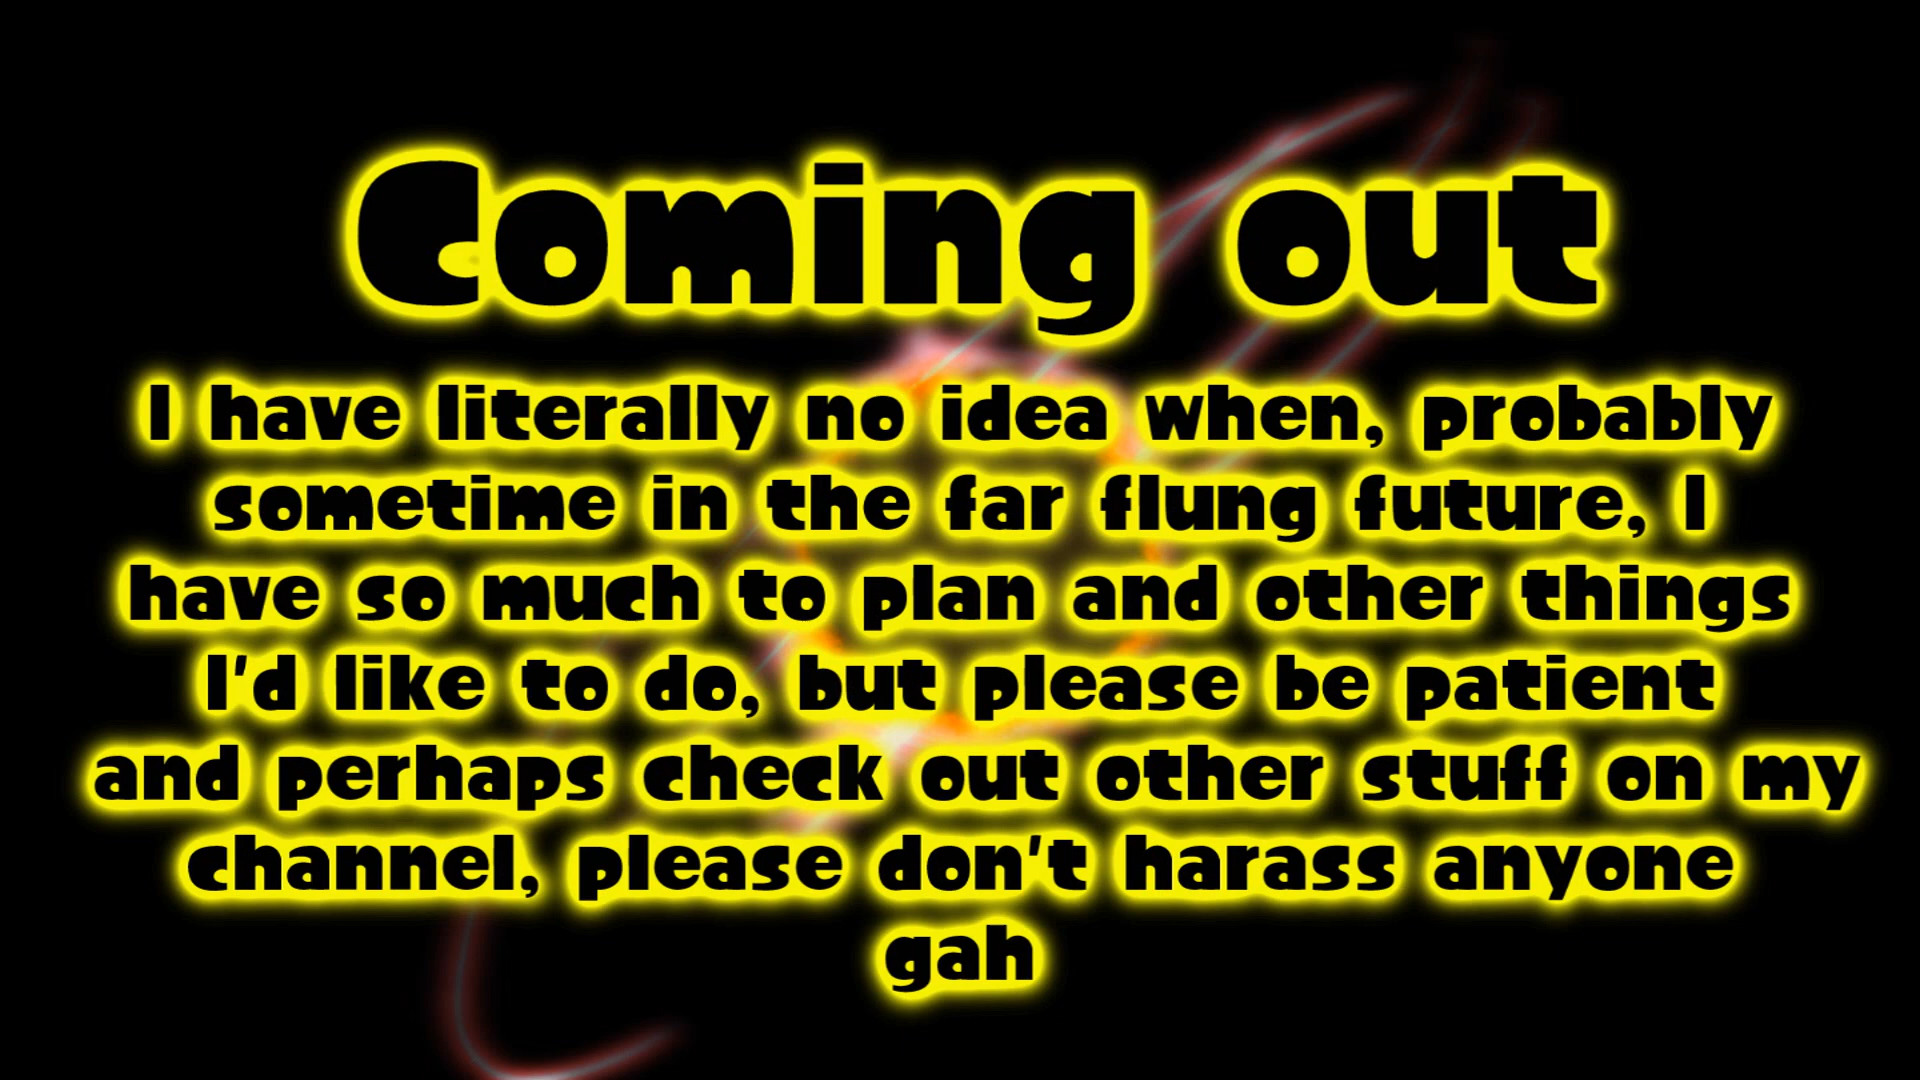 Coming out
I have literally no idea when, probably
sometime in the far flung future, I
have so much to plan and other things
I'd like to do, but please be patient
and perhaps check out other stuff on my
channel, please don't harass anyone
gah